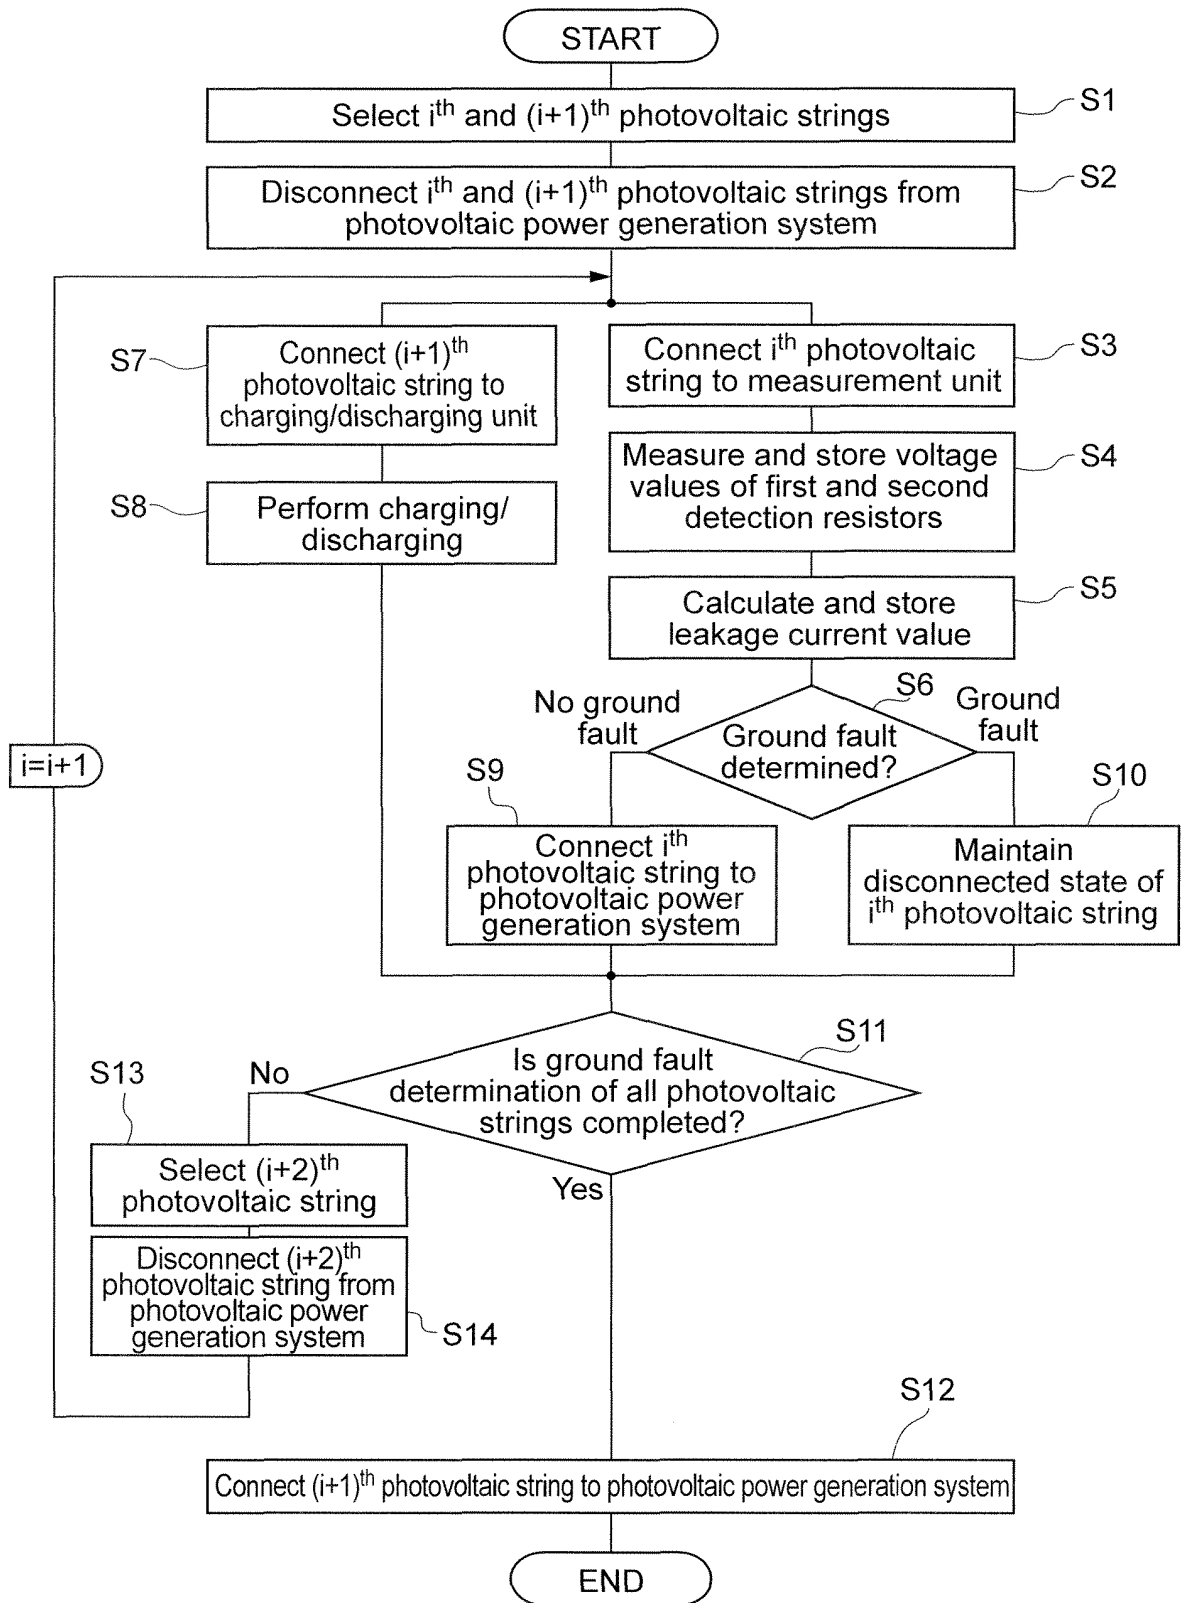 START
Select i^th and (i+1)^th photovoltaic strings
S1
Disconnect i^th and (i+1)^th photovoltaic strings from
photovoltaic power generation system
S2
S7
Connect (i+1)^th
photovoltaic string to
charging/discharging unit
Connect i^th photovoltaic
string to measurement unit
S3
S8
Perform charging/
discharging
Measure and store voltage
values of first and second
detection resistors
S4
Calculate and store
leakage current value
S5
S6
No ground
fault
Ground fault
determined?
Ground
fault
i=i+1
S9
Connect i^th
photovoltaic string to
photovoltaic power
generation system
S10
Maintain
disconnected state of
i^th photovoltaic string
S11
Is ground fault
determination of all photovoltaic
strings completed?
No
Yes
S13
Select (i+2)^th
photovoltaic string
Disconnect (i+2)^th
photovoltaic string from
photovoltaic power
generation system
S14
S12
Connect (i+1)^th photovoltaic string to photovoltaic power generation system
END